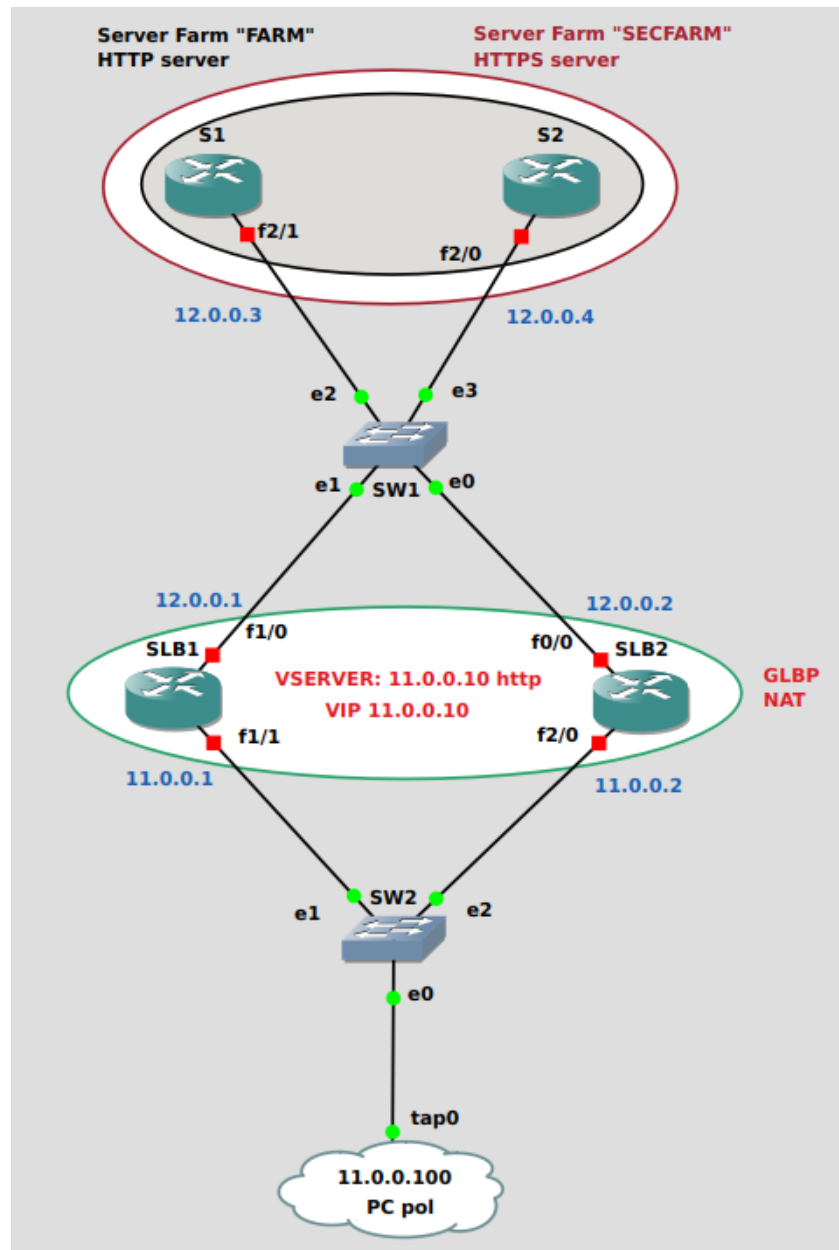 Server Farm "FARM"
HTTP server
Server Farm "SECFARM"
HTTPS server
S1
S2
f2/1
f2/0
12.0.0.3
12.0.0.4
e2
e3
e1
SW1
e0
12.0.0.1
12.0.0.2
f1/0
f0/0
SLB1
SLB2
VSERVER: 11.0.0.10 http
VIP 11.0.0.10
GLBP
NAT
f1/1
f2/0
11.0.0.1
11.0.0.2
SW2
e1
e2
e0
tap0
11.0.0.100
PC pol